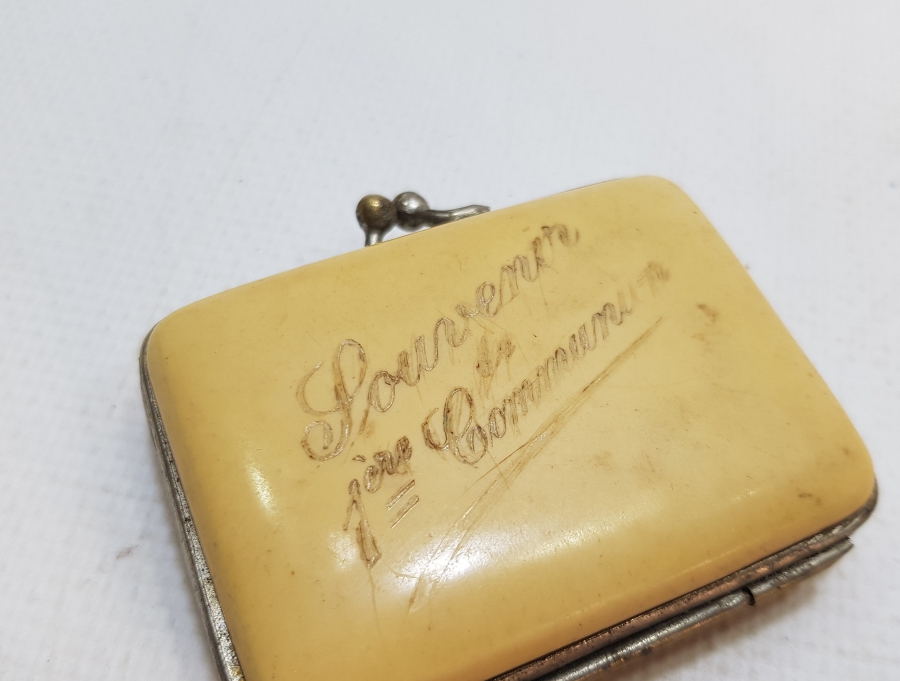 Souvenir
de
1ère Communion